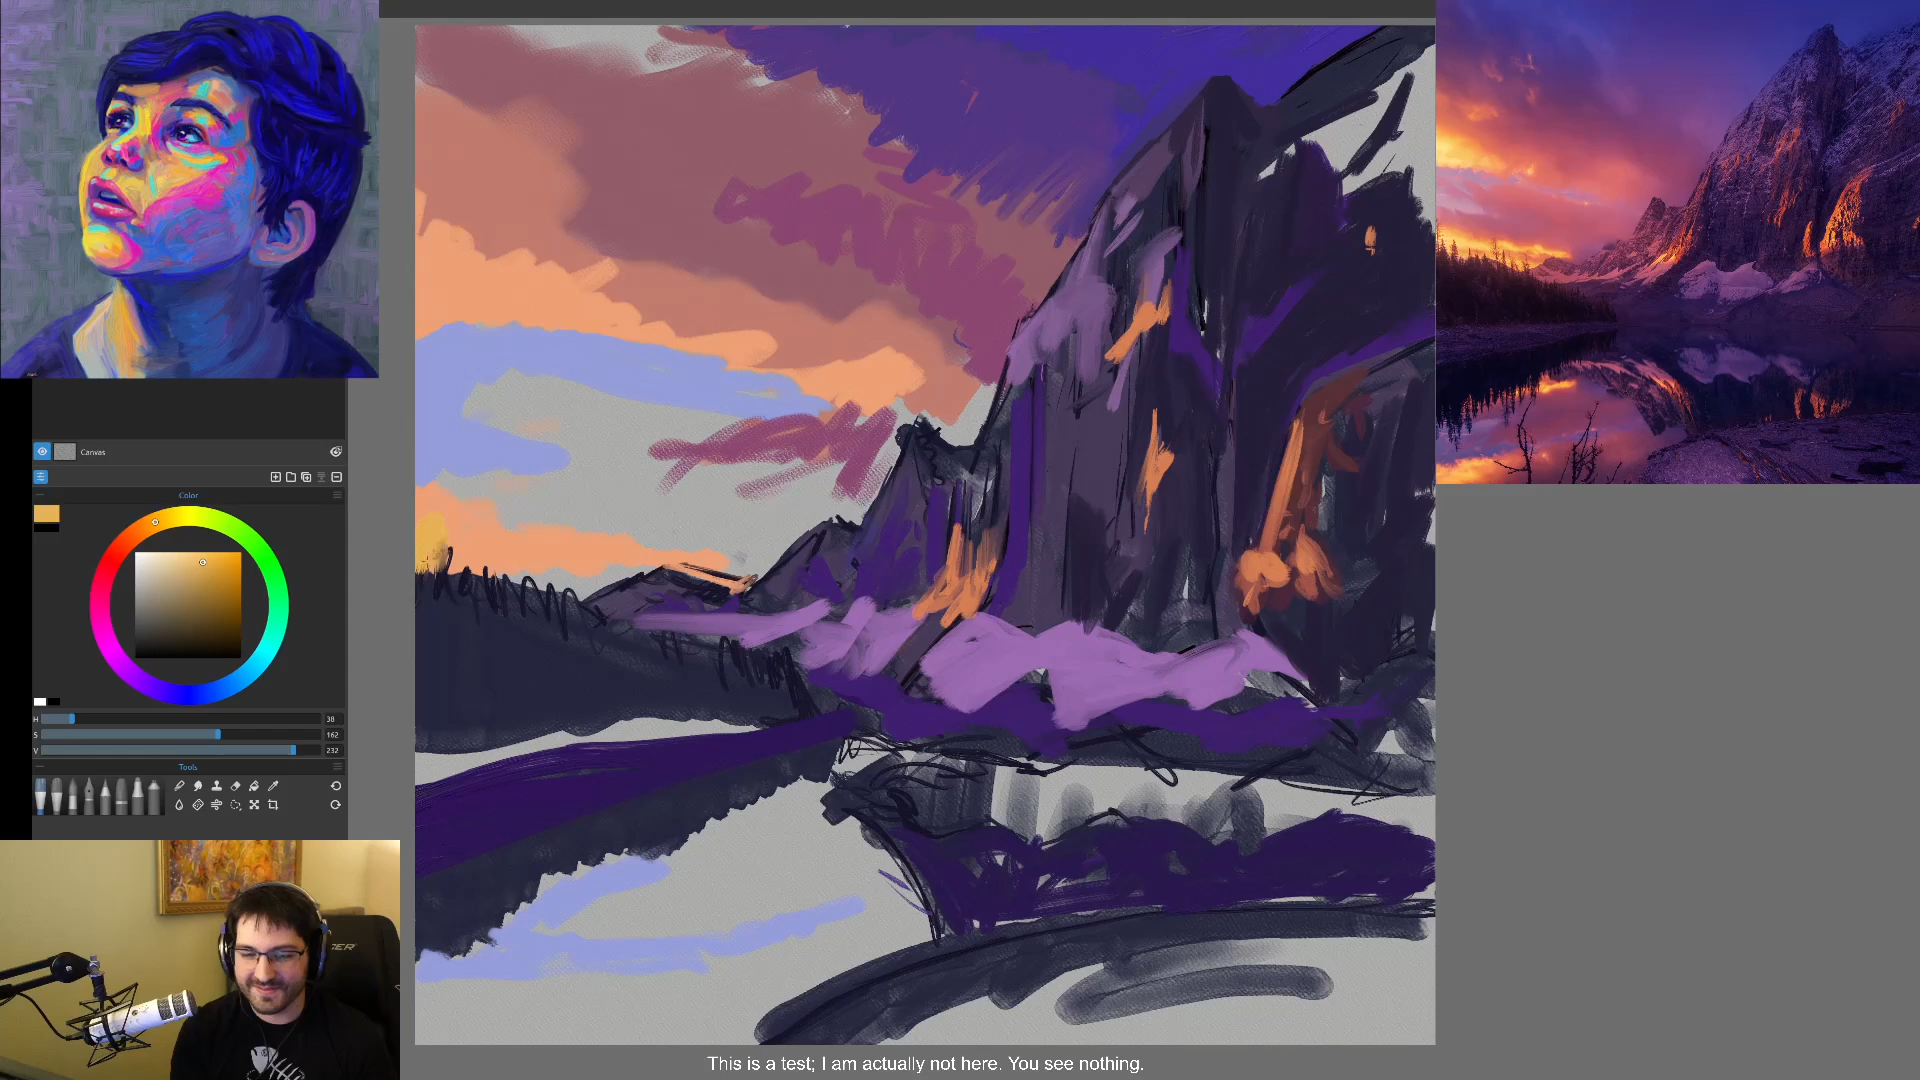 Canvas
Color
H 38
S 162
V 232
Tools
This is a test; I am actually not here. You see nothing.